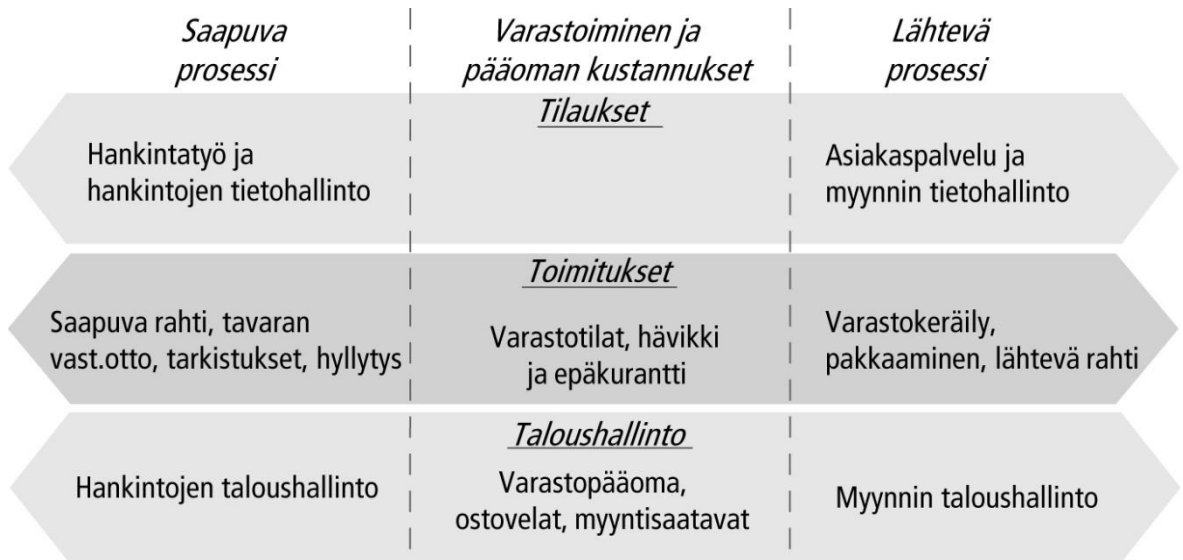 Saapuva
prosessi
Varastoiminen ja
pääoman kustannukset
Lähtevä
prosessi
Tilaukset
Hankintatyö ja
hankintojen tietohallinto
Asiakaspalvelu ja
myynnin tietohallinto
Toimitukset
Saapuva rahti, tavaran
vast.otto, tarkistukset, hyllytys
Varastotilat, hävikki
ja epäkurantti
Varastokeräily,
pakkaaminen, lähtevä rahti
Taloushallinto
Hankintojen taloushallinto
Varastopääoma,
ostovelat, myyntisaatavat
Myynnin taloushallinto